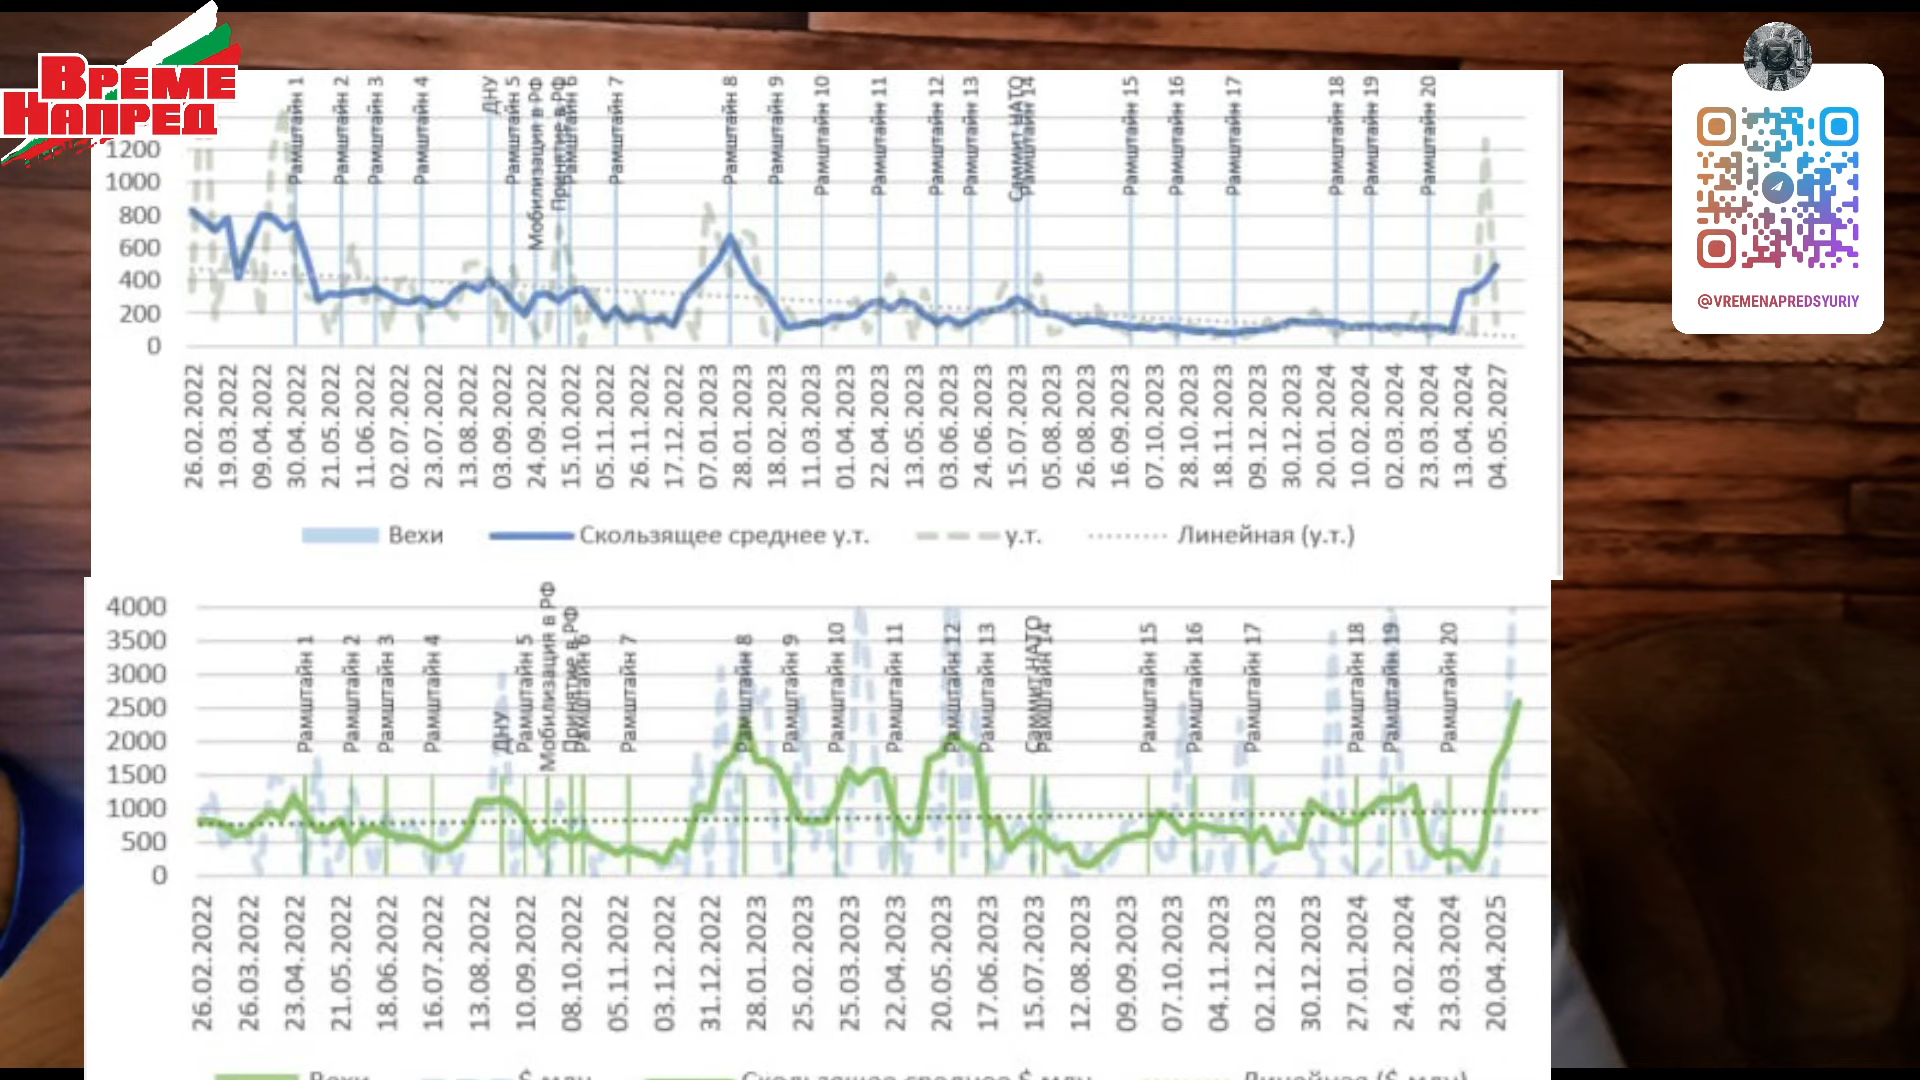 Време
Напред
Рамштайн 1
Рамштайн 2
Рамштайн 3
Рамштайн 4
ДНУ
Рамштайн 5
Мобилизация в РФ
Принятие в РФ
Рамштайн 6
Рамштайн 7
Рамштайн 8
Рамштайн 9
Рамштайн 10
Рамштайн 11
Рамштайн 12
Рамштайн 13
Саммит НАТО
Рамштайн 14
Рамштайн 15
Рамштайн 16
Рамштайн 17
Рамштайн 18
Рамштайн 19
Рамштайн 20
1200
1000
800
600
400
200
0
26.02.2022
19.03.2022
09.04.2022
30.04.2022
21.05.2022
11.06.2022
02.07.2022
23.07.2022
13.08.2022
03.09.2022
24.09.2022
15.10.2022
05.11.2022
26.11.2022
17.12.2022
07.01.2023
28.01.2023
18.02.2023
11.03.2023
01.04.2023
22.04.2023
13.05.2023
03.06.2023
24.06.2023
15.07.2023
05.08.2023
26.08.2023
16.09.2023
07.10.2023
28.10.2023
18.11.2023
09.12.2023
30.12.2023
20.01.2024
10.02.2024
02.03.2024
23.03.2024
13.04.2024
04.05.2027
Вехи Скользящее среднее у.т. у.т. Линейная (у.т.)
@VREMENAPREDSYURIY
4000
3500
3000
2500
2000
1500
1000
500
0
Рамштайн 1
Рамштайн 2
Рамштайн 3
Рамштайн 4
ДНУ
Рамштайн 5
Мобилизация в РФ
Принятие в РФ
Рамштайн 6
Рамштайн 7
Рамштайн 8
Рамштайн 9
Рамштайн 10
Рамштайн 11
Рамштайн 12
Рамштайн 13
Саммит НАТО
Рамштайн 14
Рамштайн 15
Рамштайн 16
Рамштайн 17
Рамштайн 18
Рамштайн 19
Рамштайн 20
26.02.2022
26.03.2022
23.04.2022
21.05.2022
18.06.2022
16.07.2022
13.08.2022
10.09.2022
08.10.2022
05.11.2022
03.12.2022
31.12.2022
28.01.2023
25.02.2023
25.03.2023
22.04.2023
20.05.2023
17.06.2023
15.07.2023
12.08.2023
09.09.2023
07.10.2023
04.11.2023
02.12.2023
30.12.2023
27.01.2024
24.02.2024
23.03.2024
20.04.2025
Вехи $ млн Скользящее среднее $ млн Линейная ($ млн)